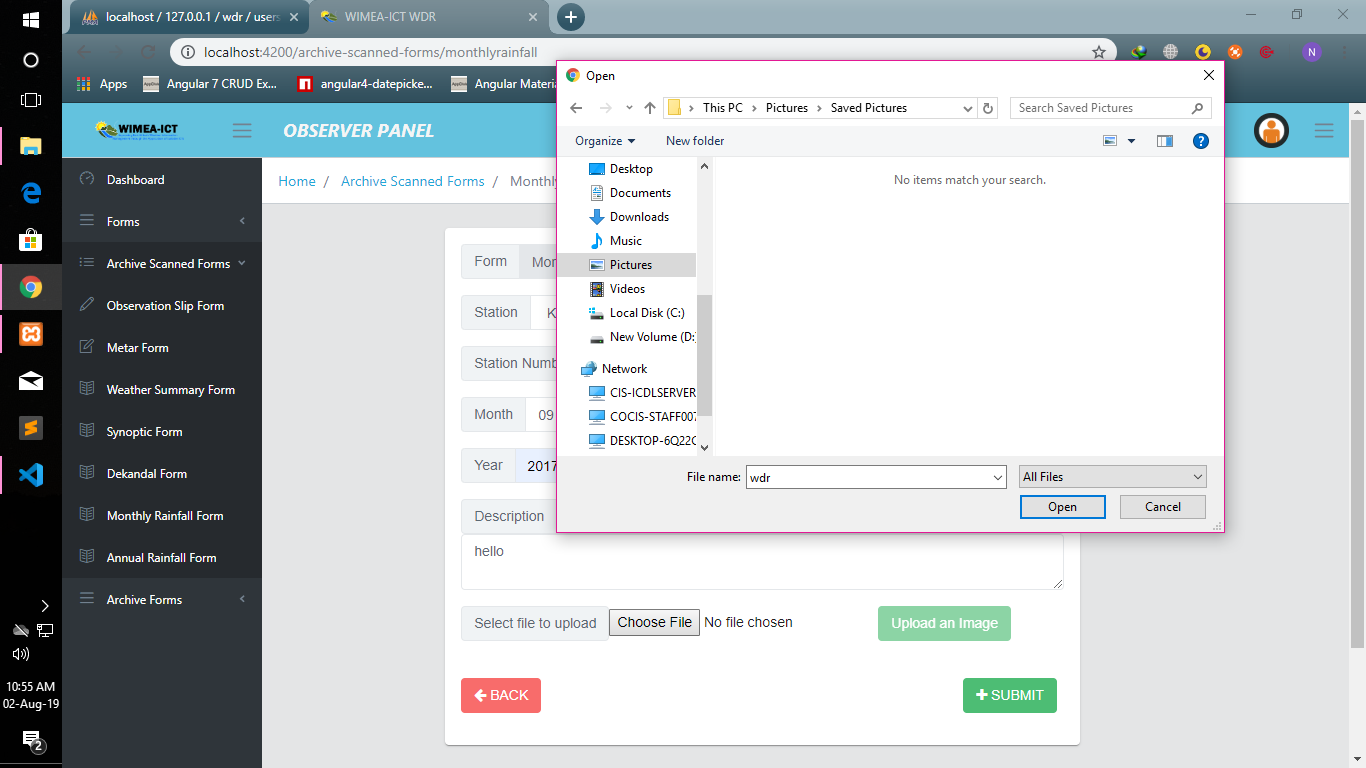 localhost / 127.0.0.1 / wdr / users
WIMEA-ICT WDR
localhost:4200/archive-scanned-forms/monthlyrainfall
N
Apps
Angular 7 CRUD Ex...
angular4-datepicke...
Angular Materia
WIMEA-ICT
OBSERVER PANEL
Dashboard
Forms
Archive Scanned Forms
Observation Slip Form
Metar Form
Weather Summary Form
Synoptic Form
Dekandal Form
Monthly Rainfall Form
Annual Rainfall Form
Archive Forms
Home / Archive Scanned Forms / Monthly
Form
Mon
Station
K
Station Numb
Month
09
Year
2017
Description
hello
Select file to upload
Choose File
No file chosen
Upload an Image
BACK
SUBMIT
Open
This PC
Pictures
Saved Pictures
Search Saved Pictures
Organize
New folder
Desktop
Documents
Downloads
Music
Pictures
Videos
Local Disk (C:)
New Volume (D:)
Network
CIS-ICDLSERVER
COCIS-STAFF007
DESKTOP-6Q22C
No items match your search.
File name:
wdr
All Files
Open
Cancel
10:55 AM
02-Aug-19
2